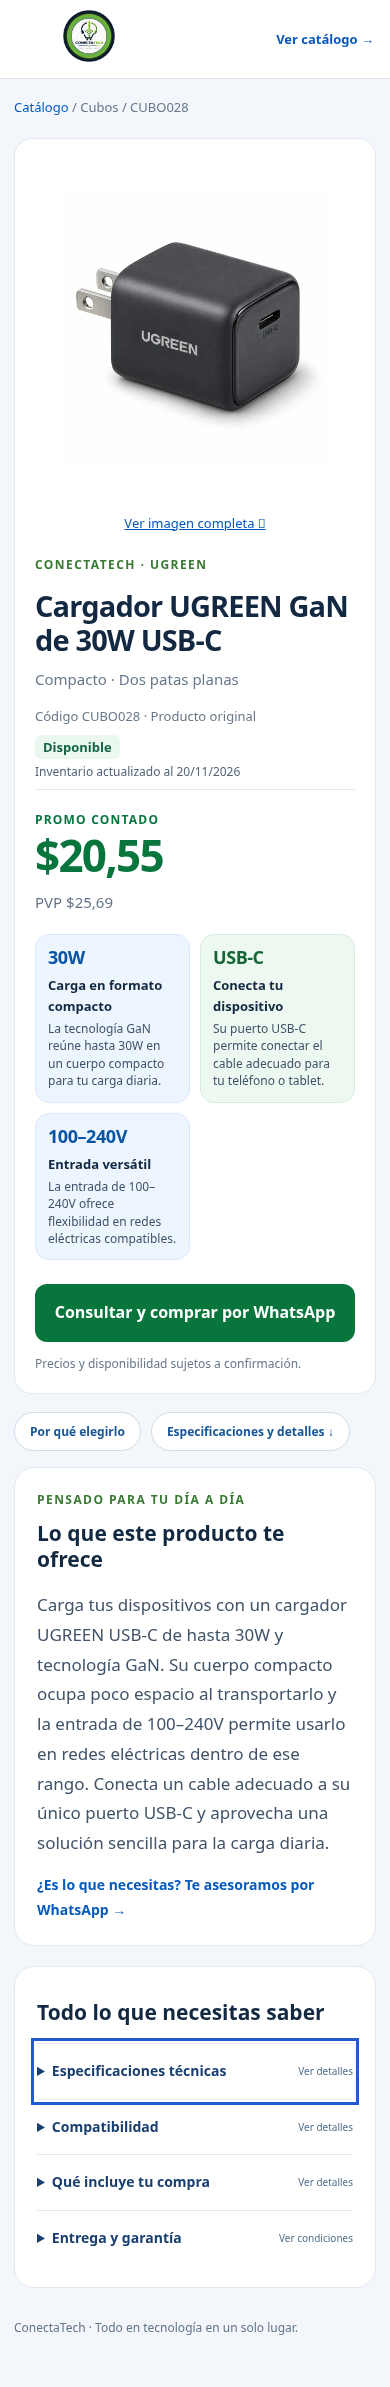 CONECTATECH
Ver catálogo →
Catálogo / Cubos / CUBO028
UGREEN
USB-C
Ver imagen completa
CONECTATECH · UGREEN
Cargador UGREEN GaN
de 30W USB-C
Compacto · Dos patas planas
Código CUBO028 · Producto original
Disponible
Inventario actualizado al 20/11/2026
PROMO CONTADO
$20,55
PVP $25,69
30W
Carga en formato
compacto
La tecnología GaN
reúne hasta 30W en
un cuerpo compacto
para tu carga diaria.
USB-C
Conecta tu
dispositivo
Su puerto USB-C
permite conectar el
cable adecuado para
tu teléfono o tablet.
100–240V
Entrada versátil
La entrada de 100–
240V ofrece
flexibilidad en redes
eléctricas compatibles.
Consultar y comprar por WhatsApp
Precios y disponibilidad sujetos a confirmación.
Por qué elegirlo
Especificaciones y detalles ↓
PENSADO PARA TU DÍA A DÍA
Lo que este producto te
ofrece
Carga tus dispositivos con un cargador
UGREEN USB-C de hasta 30W y
tecnología GaN. Su cuerpo compacto
ocupa poco espacio al transportarlo y
la entrada de 100–240V permite usarlo
en redes eléctricas dentro de ese
rango. Conecta un cable adecuado a su
único puerto USB-C y aprovecha una
solución sencilla para la carga diaria.
¿Es lo que necesitas? Te asesoramos por
WhatsApp →
Todo lo que necesitas saber
Especificaciones técnicas Ver detalles
Compatibilidad Ver detalles
Qué incluye tu compra Ver detalles
Entrega y garantía Ver condiciones
ConectaTech · Todo en tecnología en un solo lugar.